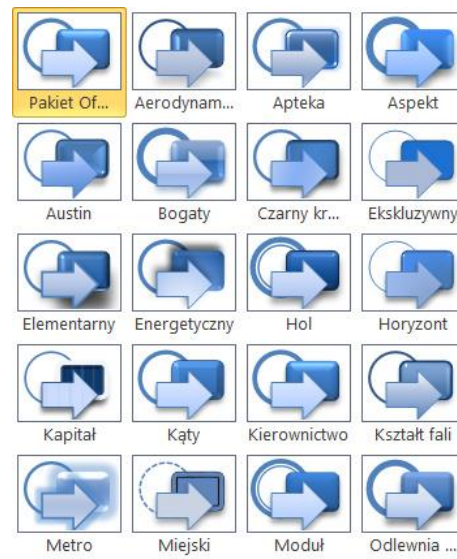 Pakiet Of... Aerodynam... Apteka Aspekt
Austin Bogaty Czarny kr... Ekskluzywny
Elementarny Energetyczny Hol Horyzont
Kapitał Kąty Kierownictwo Kształt fali
Metro Miejski Moduł Odlewnia ...